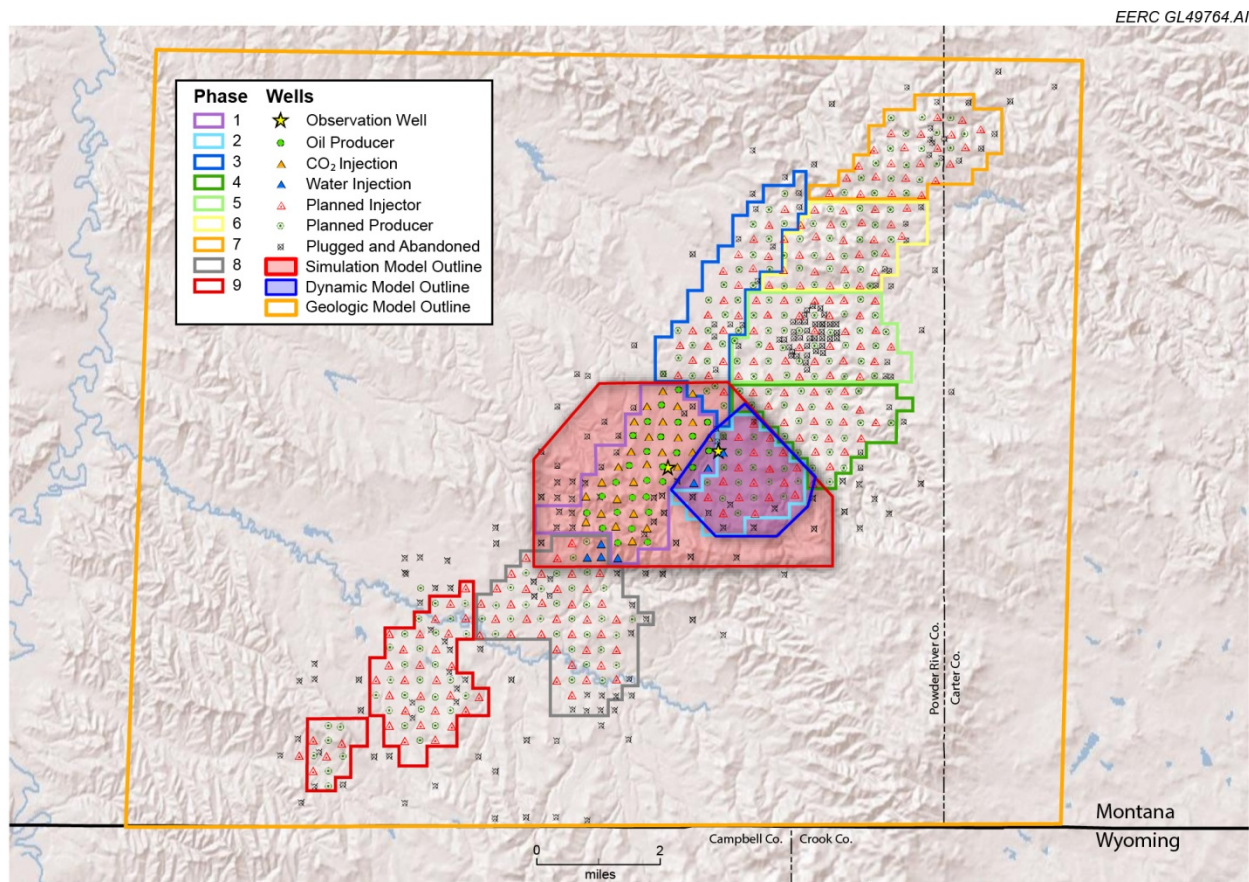 EERC GL49764.AI
Phase Wells
1 Observation Well
2 Oil Producer
3 CO₂ Injection
4 Water Injection
5 Planned Injector
6 Planned Producer
7 Plugged and Abandoned
8 Simulation Model Outline
9 Dynamic Model Outline
Geologic Model Outline
Powder River Co.
Carter Co.
Montana
Wyoming
Campbell Co. Crook Co.
0 2
miles